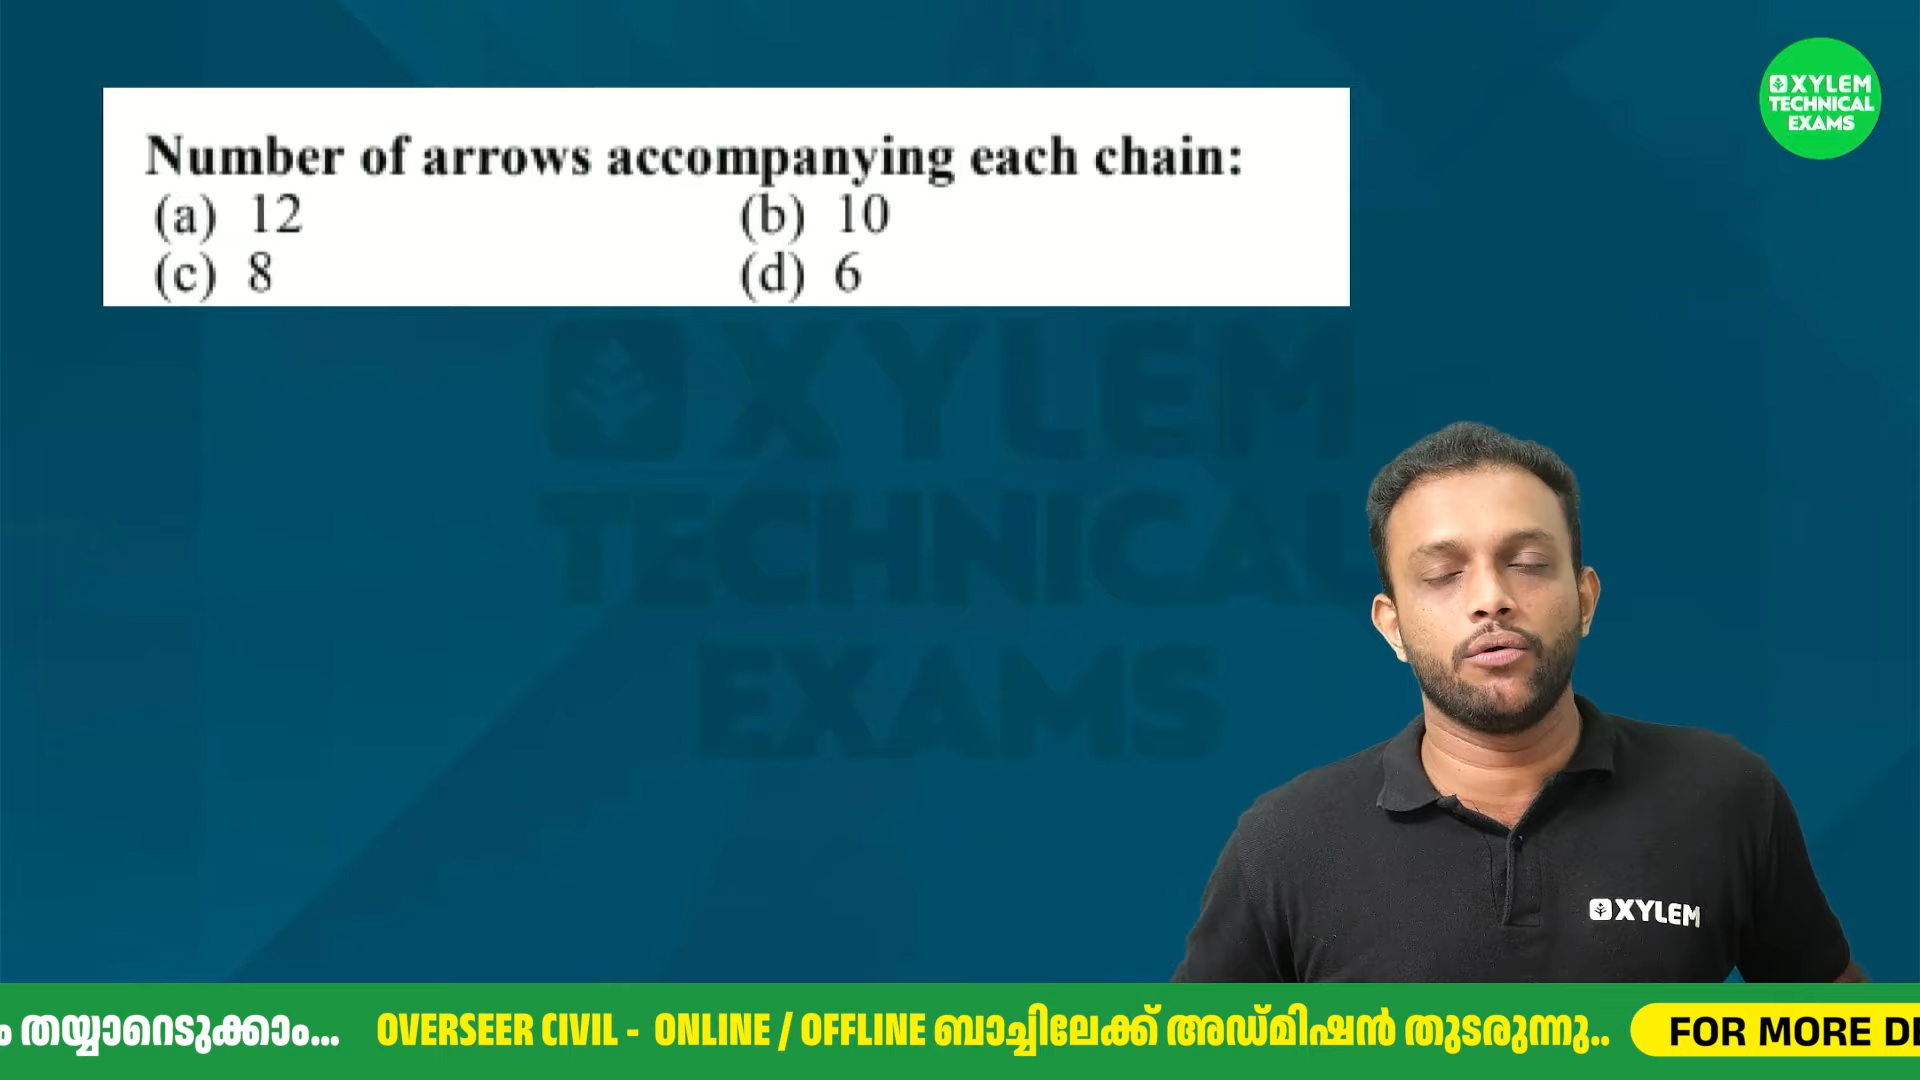 Number of arrows accompanying each chain:
(a) 12 (b) 10
(c) 8 (d) 6
XYLEM
TECHNICAL
EXAMS
XYLEM
TECHNICAL
EXAMS
XYLEM
തയ്യാറെടുക്കാം... OVERSEER CIVIL - ONLINE / OFFLINE ബാച്ചിലേക്ക് അഡ്മിഷൻ തുടരുന്നു.. FOR MORE